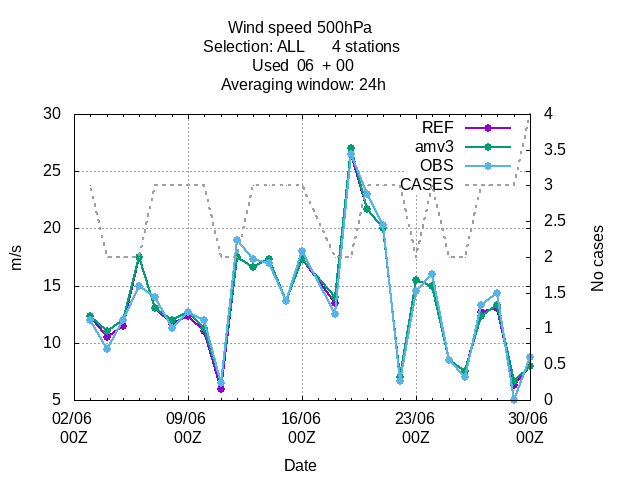 Wind speed 500hPa
Selection: ALL 4 stations
Used 06 + 00
Averaging window: 24h
30
25
20
15
10
5
m/s
REF
amv3
OBS
CASES
4
3.5
3
2.5
2
1.5
1
0.5
0
No cases
02/06 09/06 16/06 23/06 30/06
00Z 00Z 00Z 00Z 00Z
Date